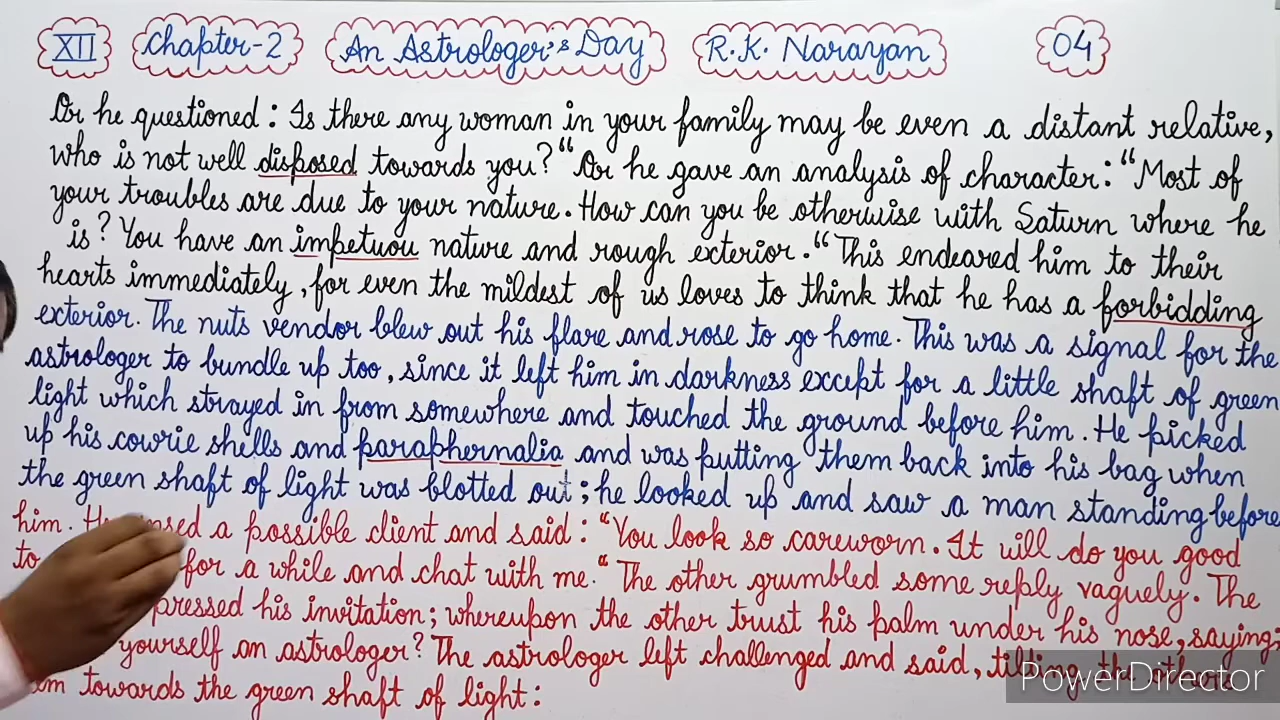 XII Chapter-2 An Astrologer's Day R.K. Narayan 04
Or he questioned: Is there any woman in your family may be even a distant relative,
who is not well disposed towards you?" Or he gave an analysis of character: "Most of
your troubles are due to your nature. How can you be otherwise with Saturn where he
is? You have an impetuou nature and rough exterior." This endeared him to their
hearts immediately, for even the mildest of us loves to think that he has a forbidding
exterior. The nuts vendor blew out his flare and rose to go home. This was a signal for the
astrologer to bundle up too, since it left him in darkness except for a little shaft of green
light which strayed in from somewhere and touched the ground before him. He picked
up his cowrie shells and paraphernalia and was putting them back into his bag when
the green shaft of light was blotted out; he looked up and saw a man standing before
him. a possible client and said: "You look so careworn. It will do you good
to for a while and chat with me." The other grumbled some reply vaguely. The
pressed his invitation; whereupon the other trust his palm under his nose, saying,
yourself an astrologer? The astrologer left challenged and said, tilting the others
towards the green shaft of light:
PowerDirector